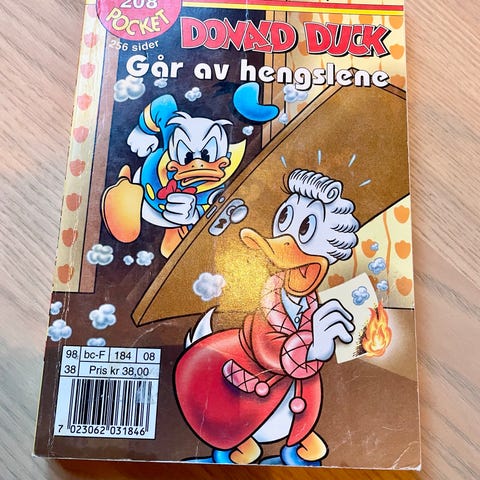 208
POCKET
256 sider
DONALD DUCK
Går av hengslene
98 bc-F 184 08
38 Pris kr 38,00
7 023062 031846